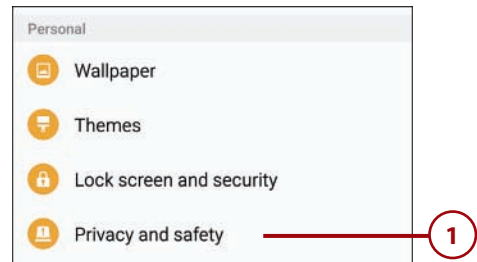 Personal
Wallpaper
Themes
Lock screen and security
Privacy and safety
1